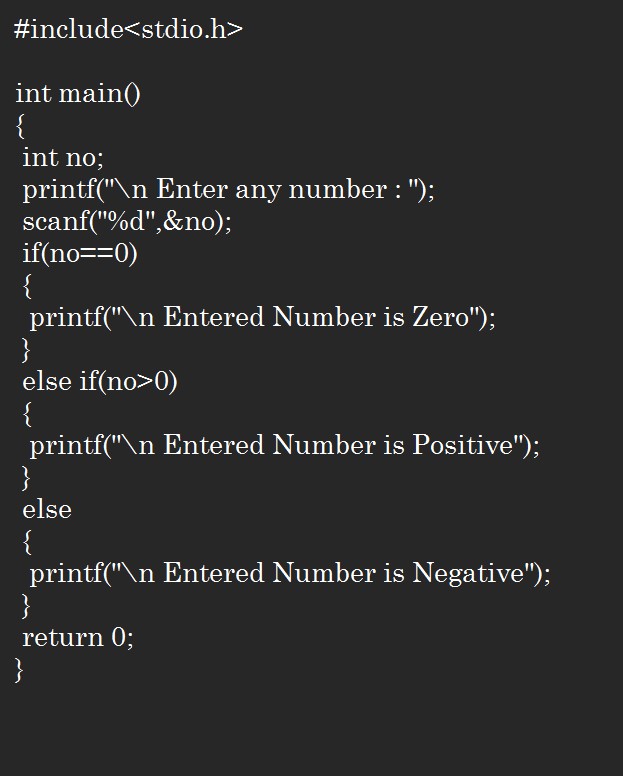 #include<stdio.h>
int main()
{
int no;
printf("\n Enter any number : ");
scanf("%d",&no);
if(no==0)
{
printf("\n Entered Number is Zero");
}
else if(no>0)
{
printf("\n Entered Number is Positive");
}
else
{
printf("\n Entered Number is Negative");
}
return 0;
}